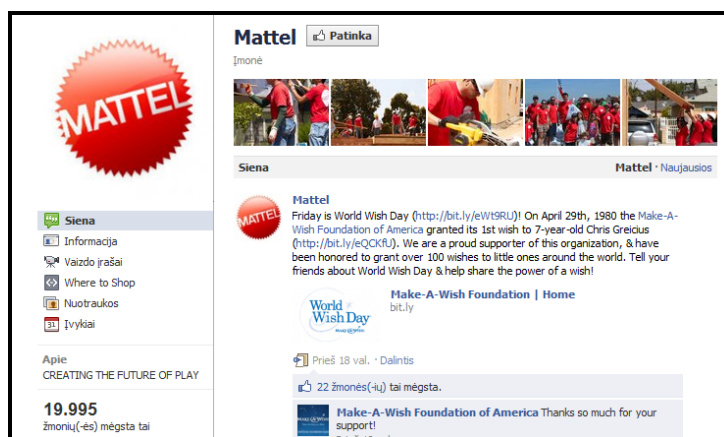 MATTEL
Mattel
Patinka
Įmonė
Siena
Mattel · Naujausios
Siena
Informacija
Vaizdo įrašai
Where to Shop
Nuotraukos
31 Įvykiai
Apie
CREATING THE FUTURE OF PLAY
19.995
žmonių(-ės) mėgsta tai
MATTEL
Mattel
Friday is World Wish Day (http://bit.ly/eWt9RU)! On April 29th, 1980 the Make-A-
Wish Foundation of America granted its 1st wish to 7-year-old Chris Greicius
(http://bit.ly/eQCKfU). We are a proud supporter of this organization, & have
been honored to grant over 100 wishes to little ones around the world. Tell your
friends about World Wish Day & help share the power of a wish!
World
Wish Day
Make-A-Wish Foundation | Home
bit.ly
Prieš 18 val. · Dalintis
22 žmonės(-ių) tai mėgsta.
Make-A-Wish Foundation of America Thanks so much for your
support!